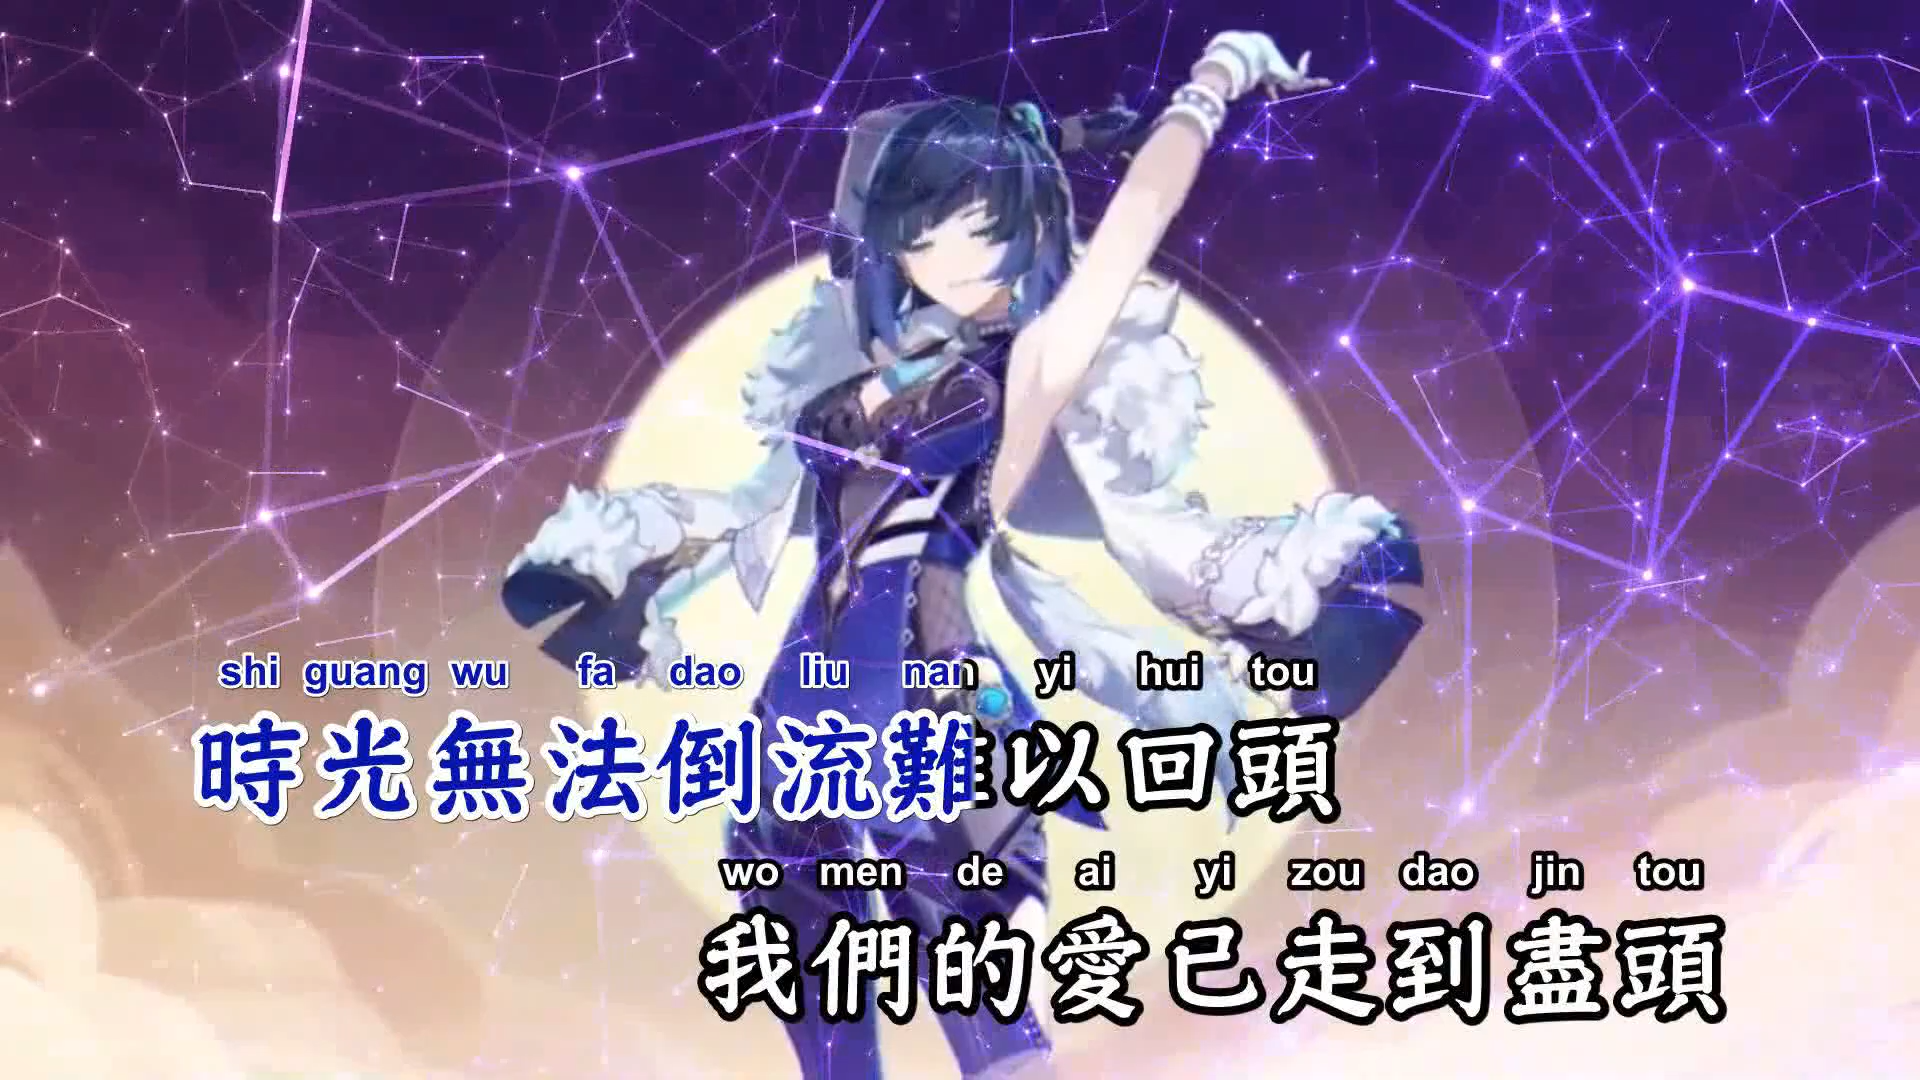 shi guang wu fa dao liu nan yi hui tou
時光無法倒流難以回頭
wo men de ai yi zou dao jin tou
我們的愛已走到盡頭